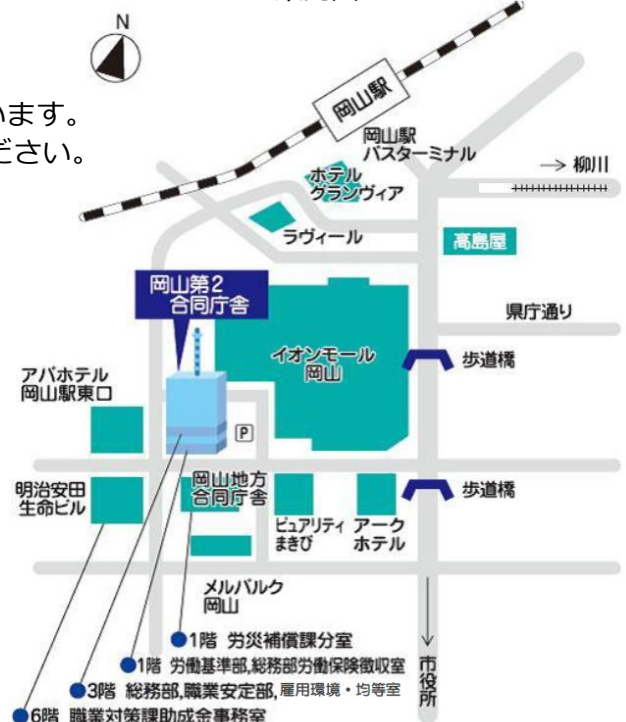 N
います。
ださい。
岡山駅
岡山駅
バスターミナル
→ 柳川
ホテル
グランヴィア
ラヴィール
高島屋
岡山第2
合同庁舎
県庁通り
イオンモール
岡山
歩道橋
アパホテル
岡山駅東口
P
明治安田
生命ビル
岡山地方
合同庁舎
歩道橋
ピュアリティ
まきび
アーク
ホテル
メルパルク
岡山
●1階 労災補償課分室
●1階 労働基準部,総務部労働保険徴収室
●3階 総務部,職業安定部,雇用環境・均等室
●6階 職業対策課助成金事務室
市役所